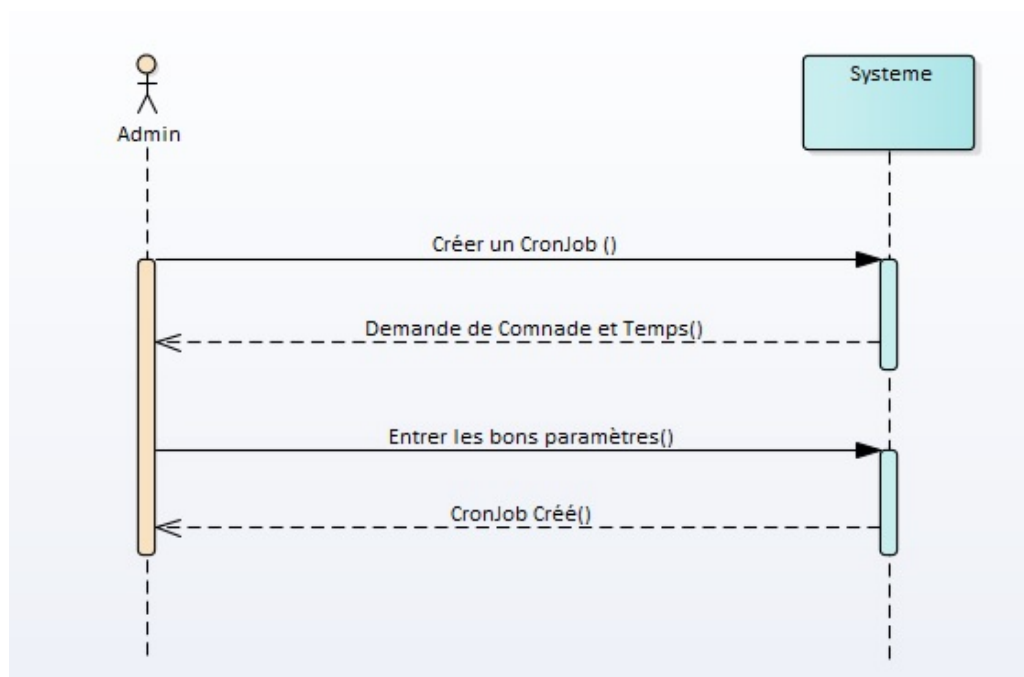 Admin
Systeme
Créer un CronJob ()
Demande de Comnade et Temps()
Entrer les bons paramètres()
CronJob Créé()